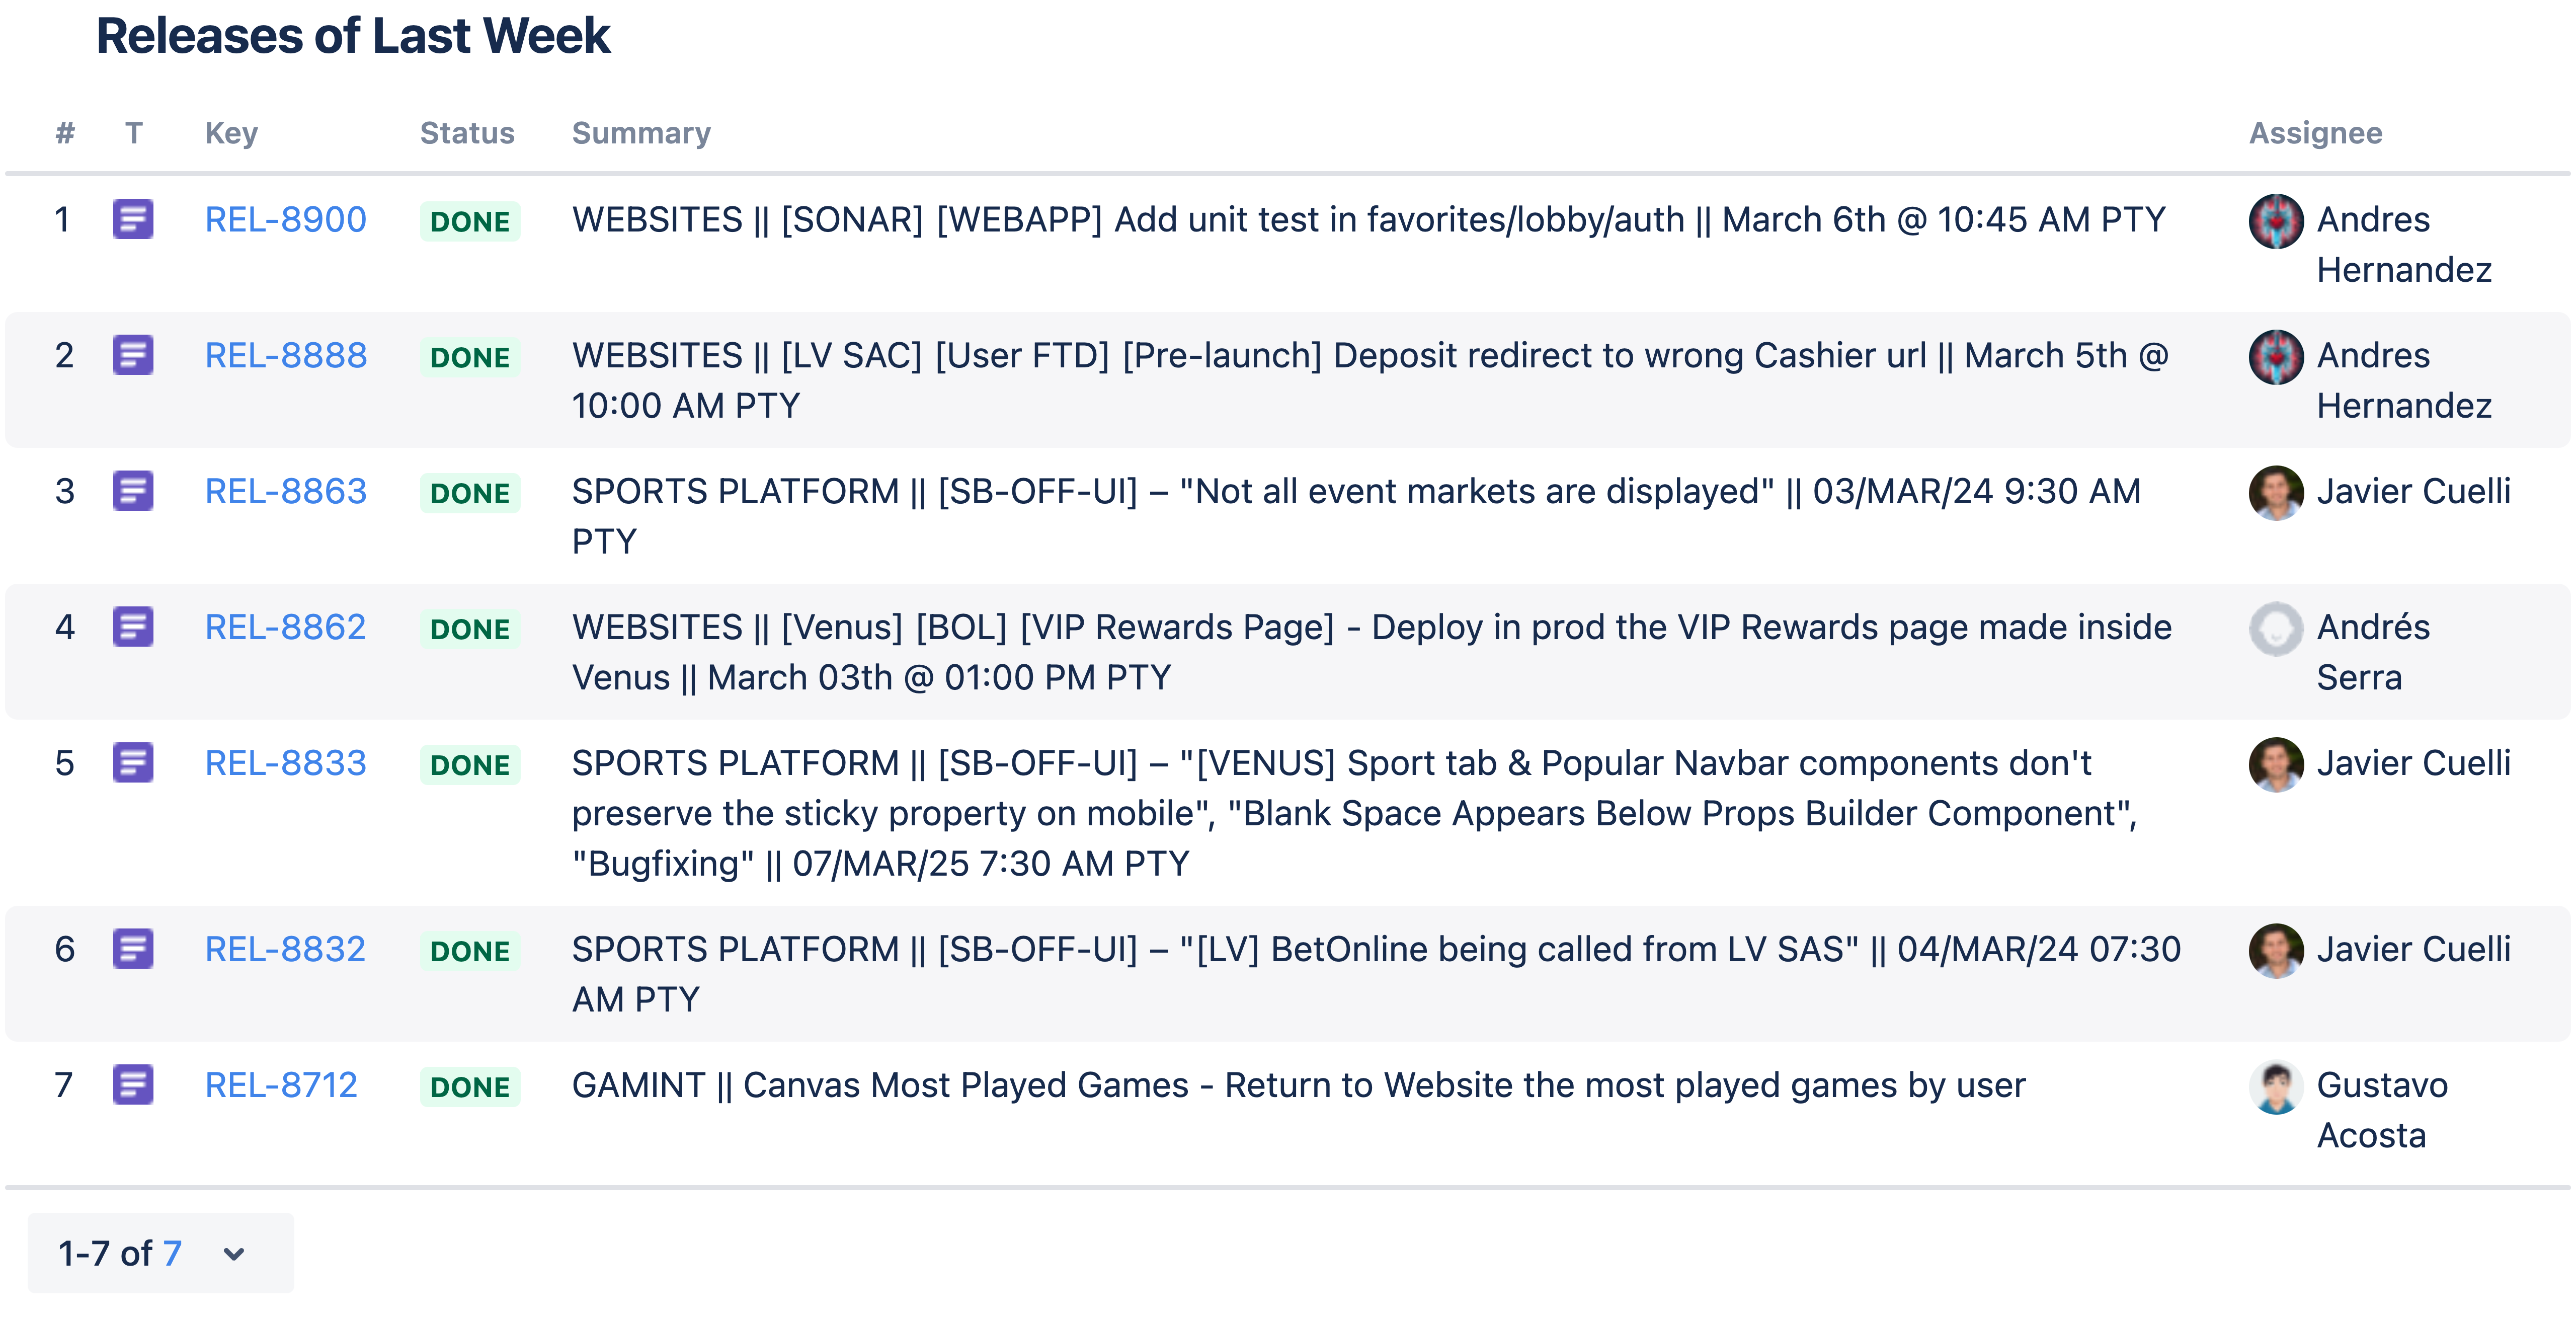 Releases of Last Week
# T Key Status Summary Assignee
1 REL-8900 DONE WEBSITES || [SONAR] [WEBAPP] Add unit test in favorites/lobby/auth || March 6th @ 10:45 AM PTY Andres
Hernandez
2 REL-8888 DONE WEBSITES || [LV SAC] [User FTD] [Pre-launch] Deposit redirect to wrong Cashier url || March 5th @ Andres
10:00 AM PTY Hernandez
3 REL-8863 DONE SPORTS PLATFORM || [SB-OFF-UI] – "Not all event markets are displayed" || 03/MAR/24 9:30 AM Javier Cuelli
PTY
4 REL-8862 DONE WEBSITES || [Venus] [BOL] [VIP Rewards Page] - Deploy in prod the VIP Rewards page made inside Andrés
Venus || March 03th @ 01:00 PM PTY Serra
5 REL-8833 DONE SPORTS PLATFORM || [SB-OFF-UI] – "[VENUS] Sport tab & Popular Navbar components don't Javier Cuelli
preserve the sticky property on mobile", "Blank Space Appears Below Props Builder Component",
"Bugfixing" || 07/MAR/25 7:30 AM PTY
6 REL-8832 DONE SPORTS PLATFORM || [SB-OFF-UI] – "[LV] BetOnline being called from LV SAS" || 04/MAR/24 07:30 Javier Cuelli
AM PTY
7 REL-8712 DONE GAMINT || Canvas Most Played Games - Return to Website the most played games by user Gustavo
Acosta
1-7 of 7